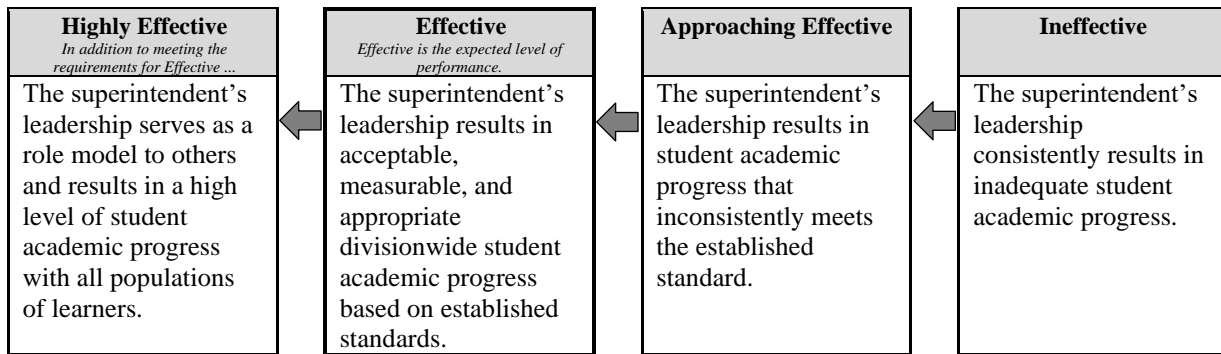 Highly Effective
In addition to meeting the
requirements for Effective ...
The superintendent's
leadership serves as a
role model to others
and results in a high
level of student
academic progress
with all populations
of learners.
Effective
Effective is the expected level of
performance.
The superintendent's
leadership results in
acceptable,
measurable, and
appropriate
divisionwide student
academic progress
based on established
standards.
Approaching Effective
The superintendent's
leadership results in
student academic
progress that
inconsistently meets
the established
standard.
Ineffective
The superintendent's
leadership
consistently results in
inadequate student
academic progress.